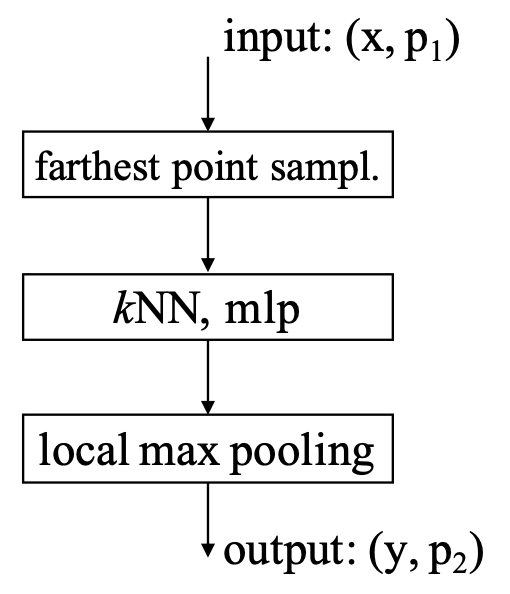 input: (x, p₁)
farthest point sampl.
kNN, mlp
local max pooling
output: (y, p₂)